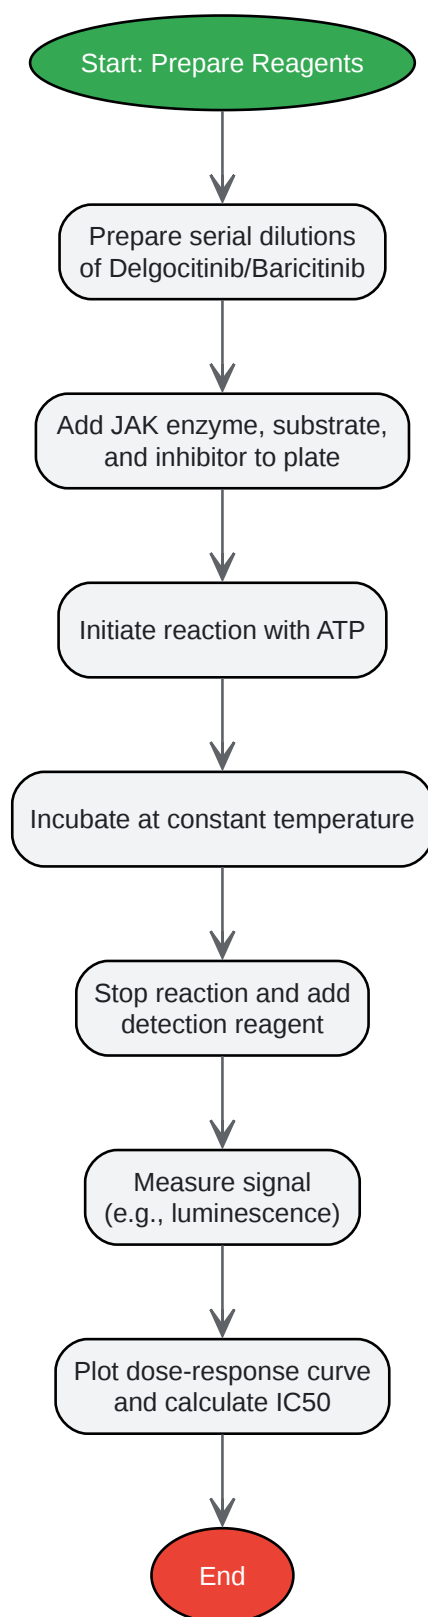 Start: Prepare Reagents
Prepare serial dilutions
of Delgocitinib/Baricitinib
Add JAK enzyme, substrate,
and inhibitor to plate
Initiate reaction with ATP
Incubate at constant temperature
Stop reaction and add
detection reagent
Measure signal
(e.g., luminescence)
Plot dose-response curve
and calculate IC50
End